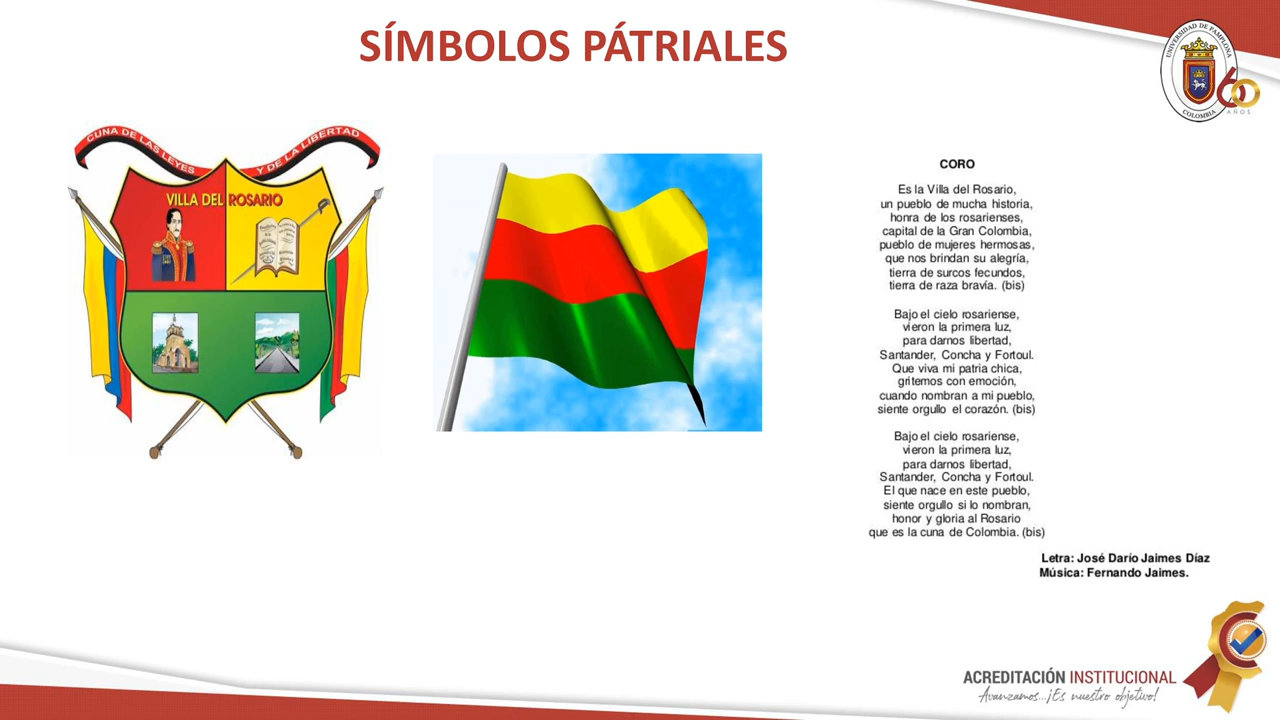 SÍMBOLOS PÁTRIALES
UNIVERSIDAD DE PAMPLONA
COLOMBIA
60
AÑOS
CUNA DE LAS LEYES
Y DE LA LIBERTAD
VILLA DEL ROSARIO
CORO
Es la Villa del Rosario,
un pueblo de mucha historia,
honra de los rosarienses,
capital de la Gran Colombia,
pueblo de mujeres hermosas,
que nos brindan su alegría,
tierra de surcos fecundos,
tierra de raza bravía. (bis)
Bajo el cielo rosariense,
vieron la primera luz,
para darnos libertad,
Santander, Concha y Fortoul.
Que viva mi patria chica,
gritemos con emoción,
cuando nombran a mi pueblo,
siente orgullo el corazón. (bis)
Bajo el cielo rosariense,
vieron la primera luz,
para darnos libertad,
Santander, Concha y Fortoul.
El que nace en este pueblo,
siente orgullo si lo nombran,
honor y gloria al Rosario
que es la cuna de Colombia. (bis)
Letra: José Darío Jaimes Díaz
Música: Fernando Jaimes.
ACREDITACIÓN INSTITUCIONAL
Avanzamos...¡Es nuestro objetivo!